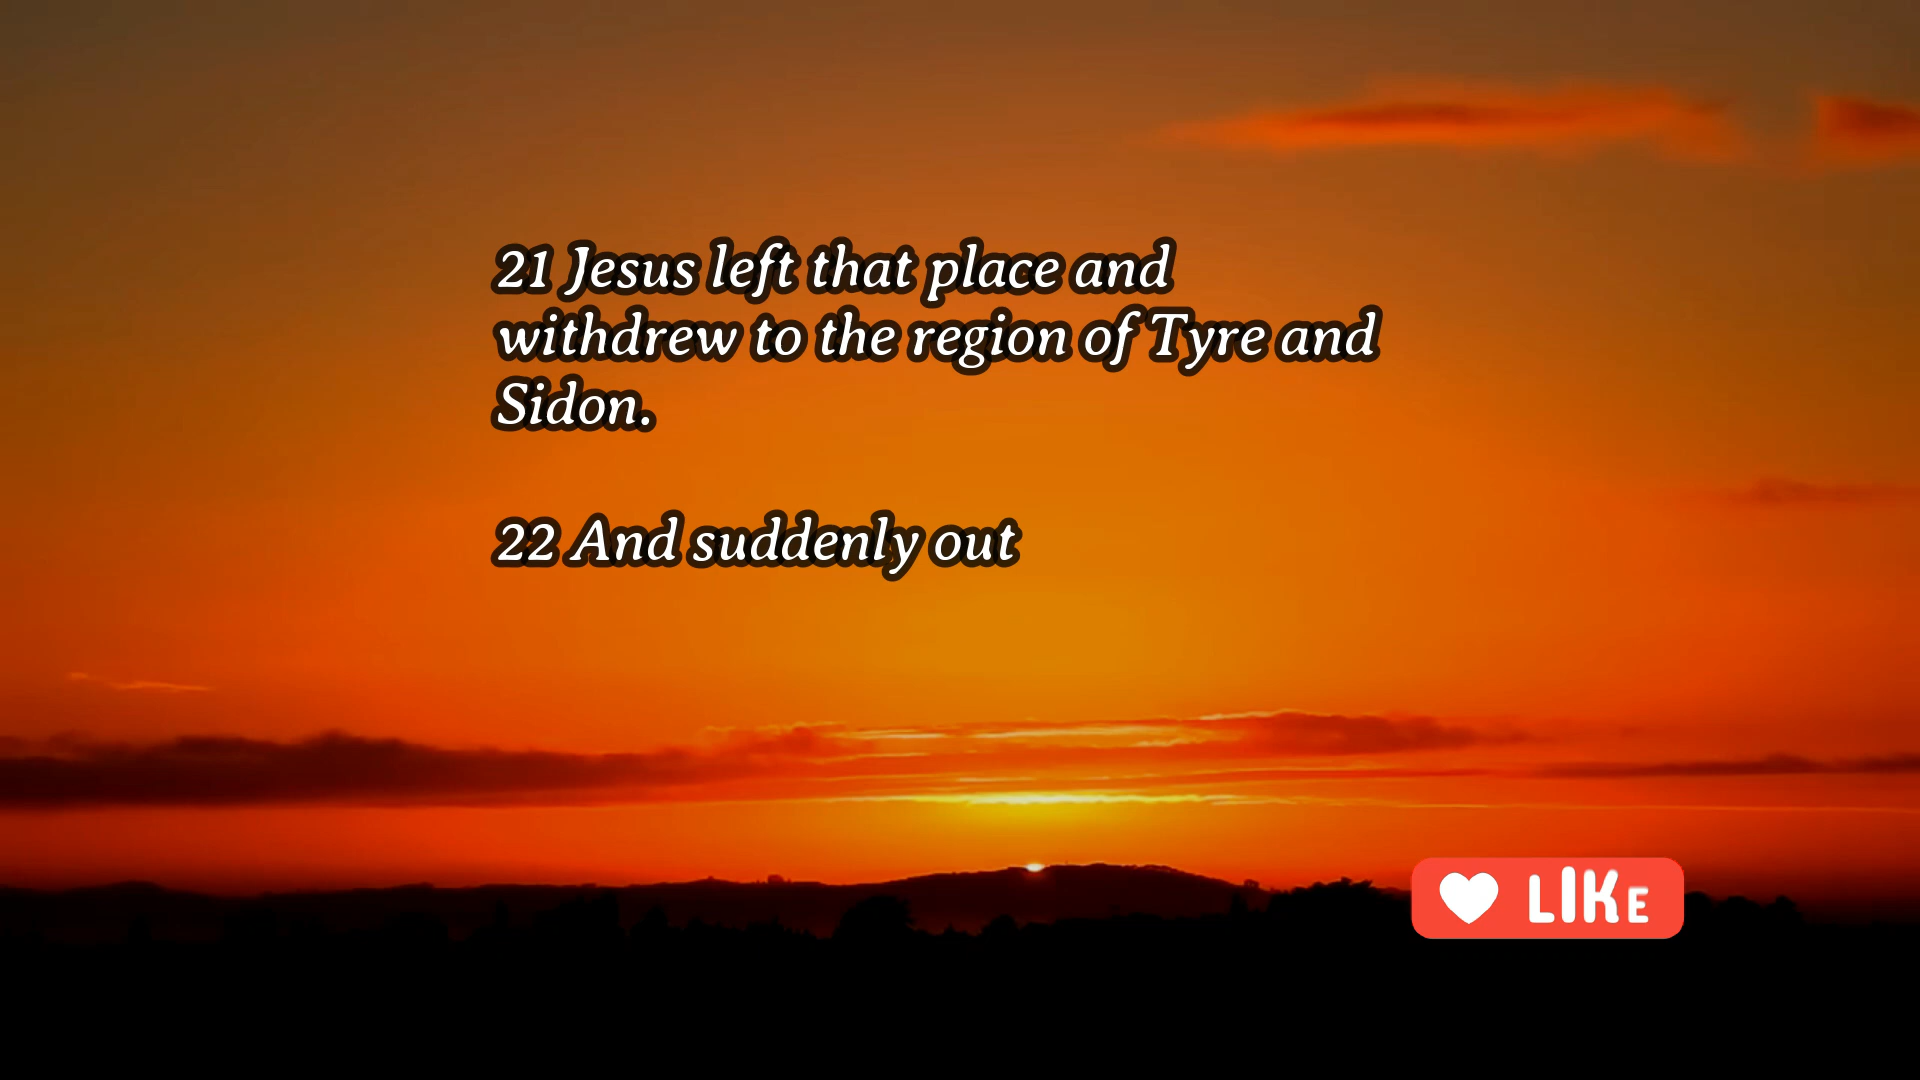 21 Jesus left that place and
withdrew to the region of Tyre and
Sidon.
22 And suddenly out
LIKE